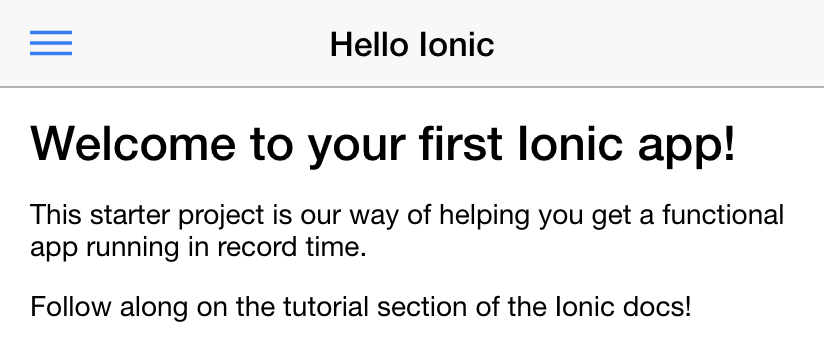 Hello Ionic
Welcome to your first Ionic app!
This starter project is our way of helping you get a functional
app running in record time.
Follow along on the tutorial section of the Ionic docs!